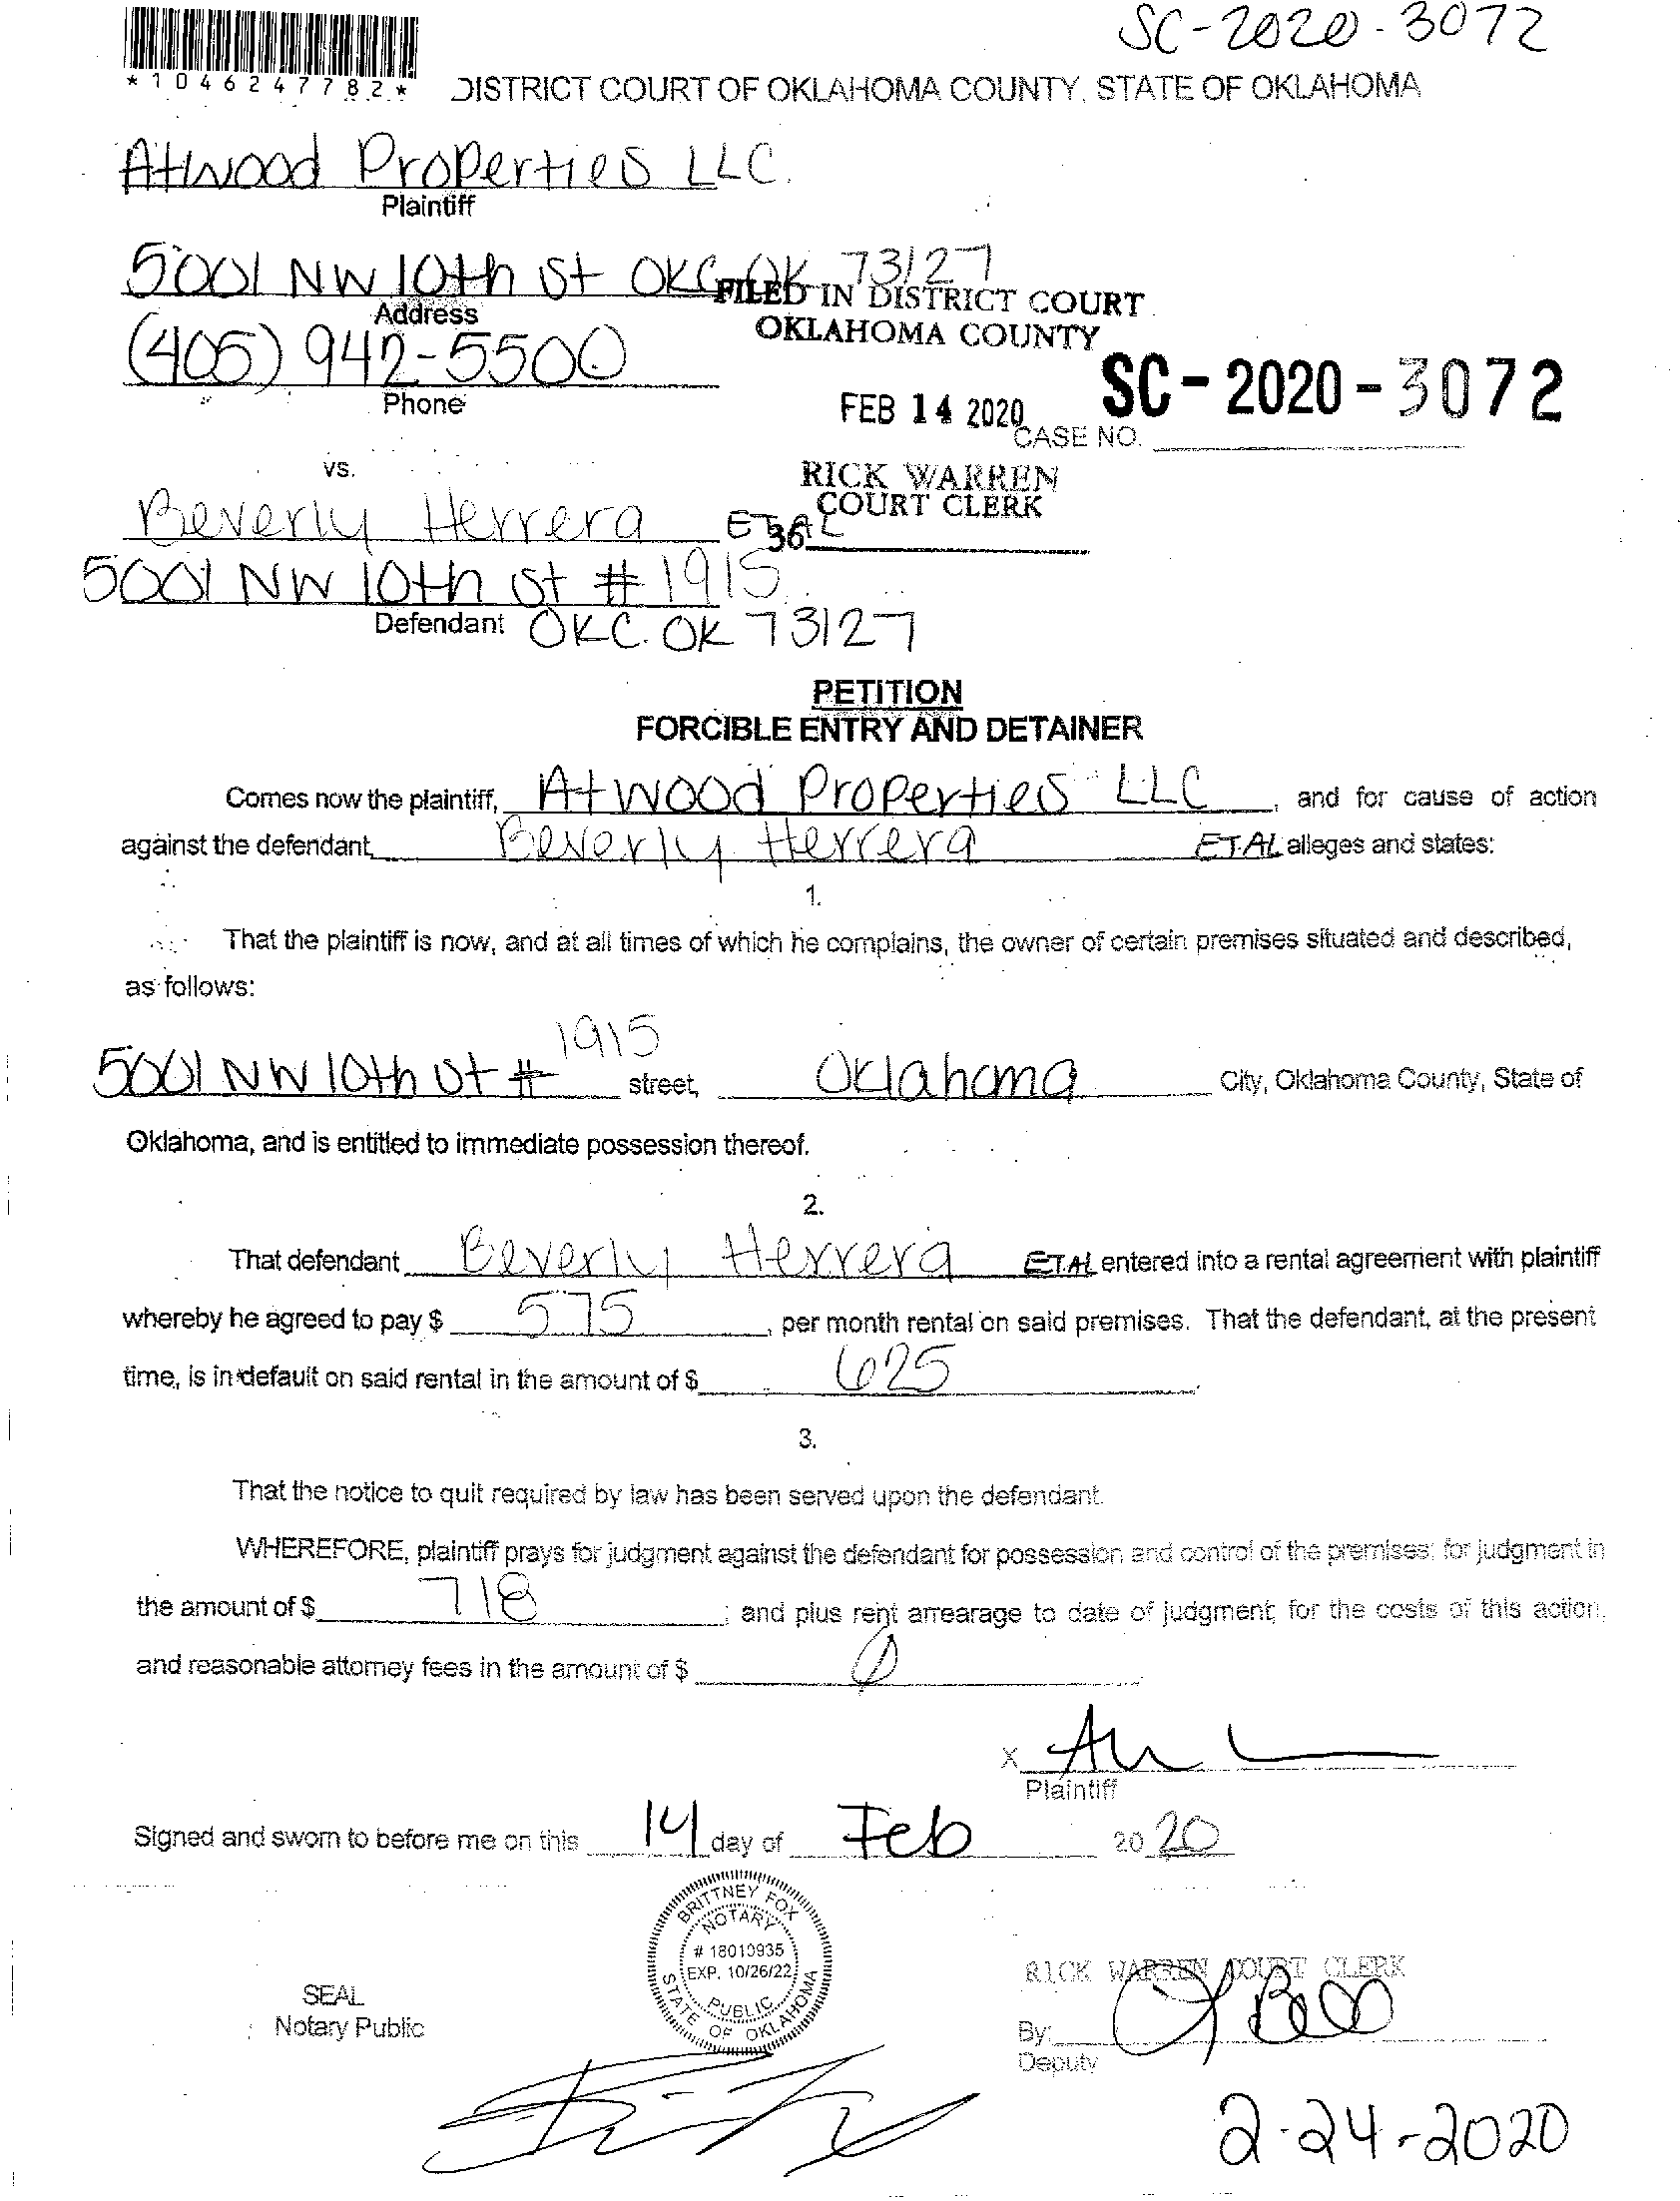 SC-2020-3072
*1046247782*
DISTRICT COURT OF OKLAHOMA COUNTY, STATE OF OKLAHOMA
Atwood Properties LLC.
Plaintiff
5001 NW 10th St OKC OK 73127
FILED IN DISTRICT COURT
Address
OKLAHOMA COUNTY
(405) 942-5500
Phone
SC-2020-3072
FEB 14 2020
CASE NO.
vs.
RICK WARREN
COURT CLERK
Beverly Herrera ETAL
36
5001 NW 10th St # 1915
Defendant OKC. OK 73127
PETITION
FORCIBLE ENTRY AND DETAINER
Comes now the plaintiff, Atwood Properties LLC, and for cause of action
against the defendant, Beverly Herrera ETAL alleges and states:
1.
That the plaintiff is now, and at all times of which he complains, the owner of certain premises situated and described,
as follows:
5001 NW 10th St # 1915 street, Oklahoma City, Oklahoma County, State of
Oklahoma, and is entitled to immediate possession thereof.
2.
That defendant Beverly Herrera ETAL entered into a rental agreement with plaintiff
whereby he agreed to pay $ 575, per month rental on said premises. That the defendant, at the present
time, is in default on said rental in the amount of $ 625.
3.
That the notice to quit required by law has been served upon the defendant.
WHEREFORE, plaintiff prays for judgment against the defendant for possession and control of the premises; for judgment in
the amount of $ 718; and plus rent arrearage to date of judgment; for the costs of this action,
and reasonable attorney fees in the amount of $ 0
X
Plaintiff
Signed and sworn to before me on this 14 day of Feb 20 20
BRITTNEY FOX
NOTARY
# 18010935
EXP. 10/26/22
PUBLIC
STATE OF OKLAHOMA
SEAL
Notary Public
RICK WARREN COURT CLERK
By:
Deputy
2-24-2020